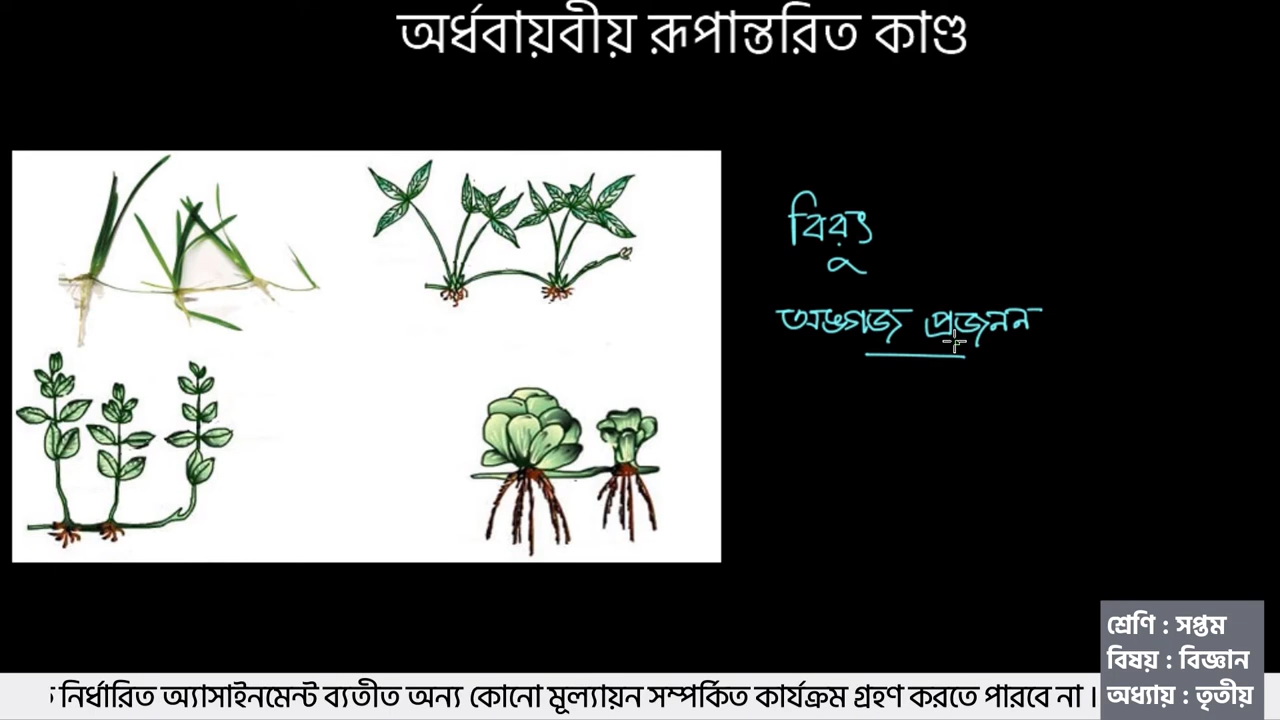 অর্ধবায়বীয় রূপান্তরিত কাণ্ড
বিরুৎ
অঙ্গজ প্রজনন
শ্রেণি : সপ্তম
বিষয় : বিজ্ঞান
অধ্যায় : তৃতীয়
নির্ধারিত অ্যাসাইনমেন্ট ব্যতীত অন্য কোনো মূল্যায়ন সম্পর্কিত কার্যক্রম গ্রহণ করতে পারবে না ।